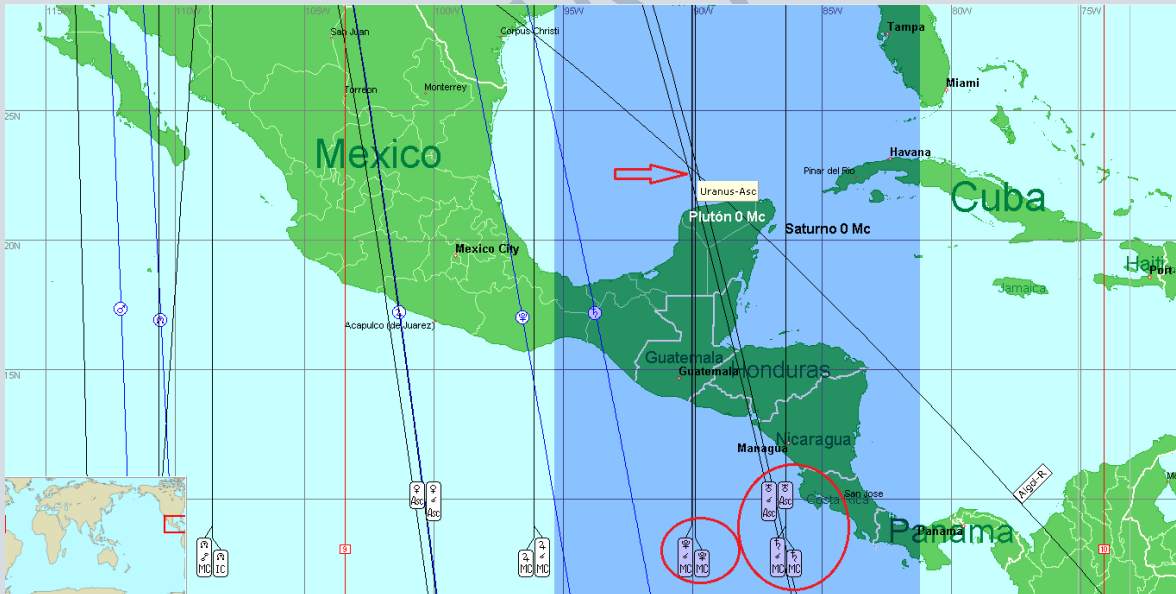 115W
110W
105W
100W
95W
90W
85W
80W
75W
San Juan
Corpus Christi
Tampa
Torreon
Monterrey
Miami
25N
Mexico
Havana
Pinar del Rio
Cuba
Uranus-Asc
Plutón 0 Mc
Saturno 0 Mc
20N
Mexico City
Haiti
Port
Jamaica
Acapulco (de Juarez)
15N
Guatemala
Guatemala
Honduras
Nicaragua
Managua
Costa Rica
San Jose
Algol-R
Panama
Panama
Asc
Asc
Asc
Asc
MC
IC
MC
MC
MC
MC
MC
MC
9
10